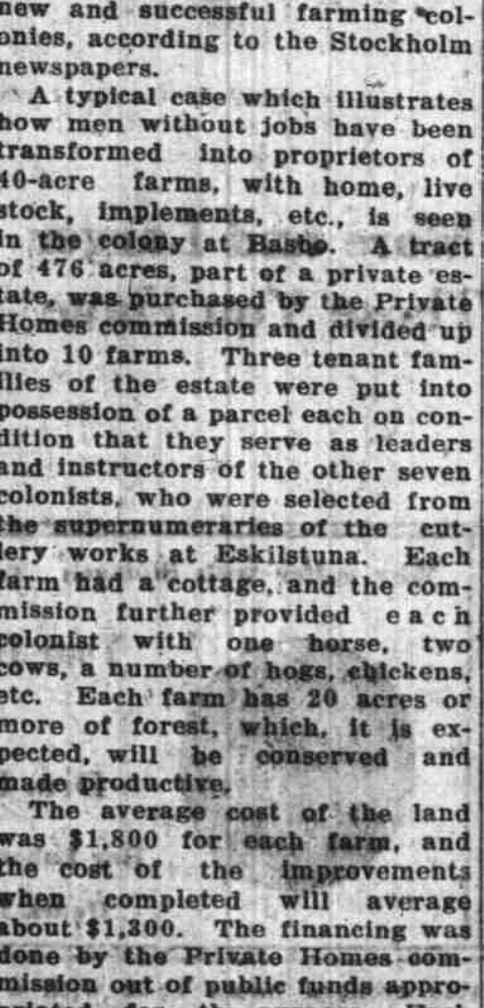 new and successful farming col-
onies, according to the Stockholm
newspapers.
A typical case which illustrates
how men without jobs have been
transformed into proprietors of
40-acre farms, with home, live
stock, implements, etc., is seen
in the colony at Basbo. A tract
of 476 acres, part of a private es-
tate, was purchased by the Private
Homes commission and divided up
into 10 farms. Three tenant fam-
ilies of the estate were put into
possession of a parcel each on con-
dition that they serve as leaders
and instructors of the other seven
colonists, who were selected from
the supernumeraries of the cut-
lery works at Eskilstuna. Each
farm had a cottage, and the com-
mission further provided each
colonist with one horse, two
cows, a number of hogs, chickens,
etc. Each farm has 20 acres or
more of forest, which, it is ex-
pected, will be conserved and
made productive.
The average cost of the land
was $1,800 for each farm, and
the cost of the improvements
when completed will average
about $1,300. The financing was
done by the Private Homes com-
mission out of public funds appro-